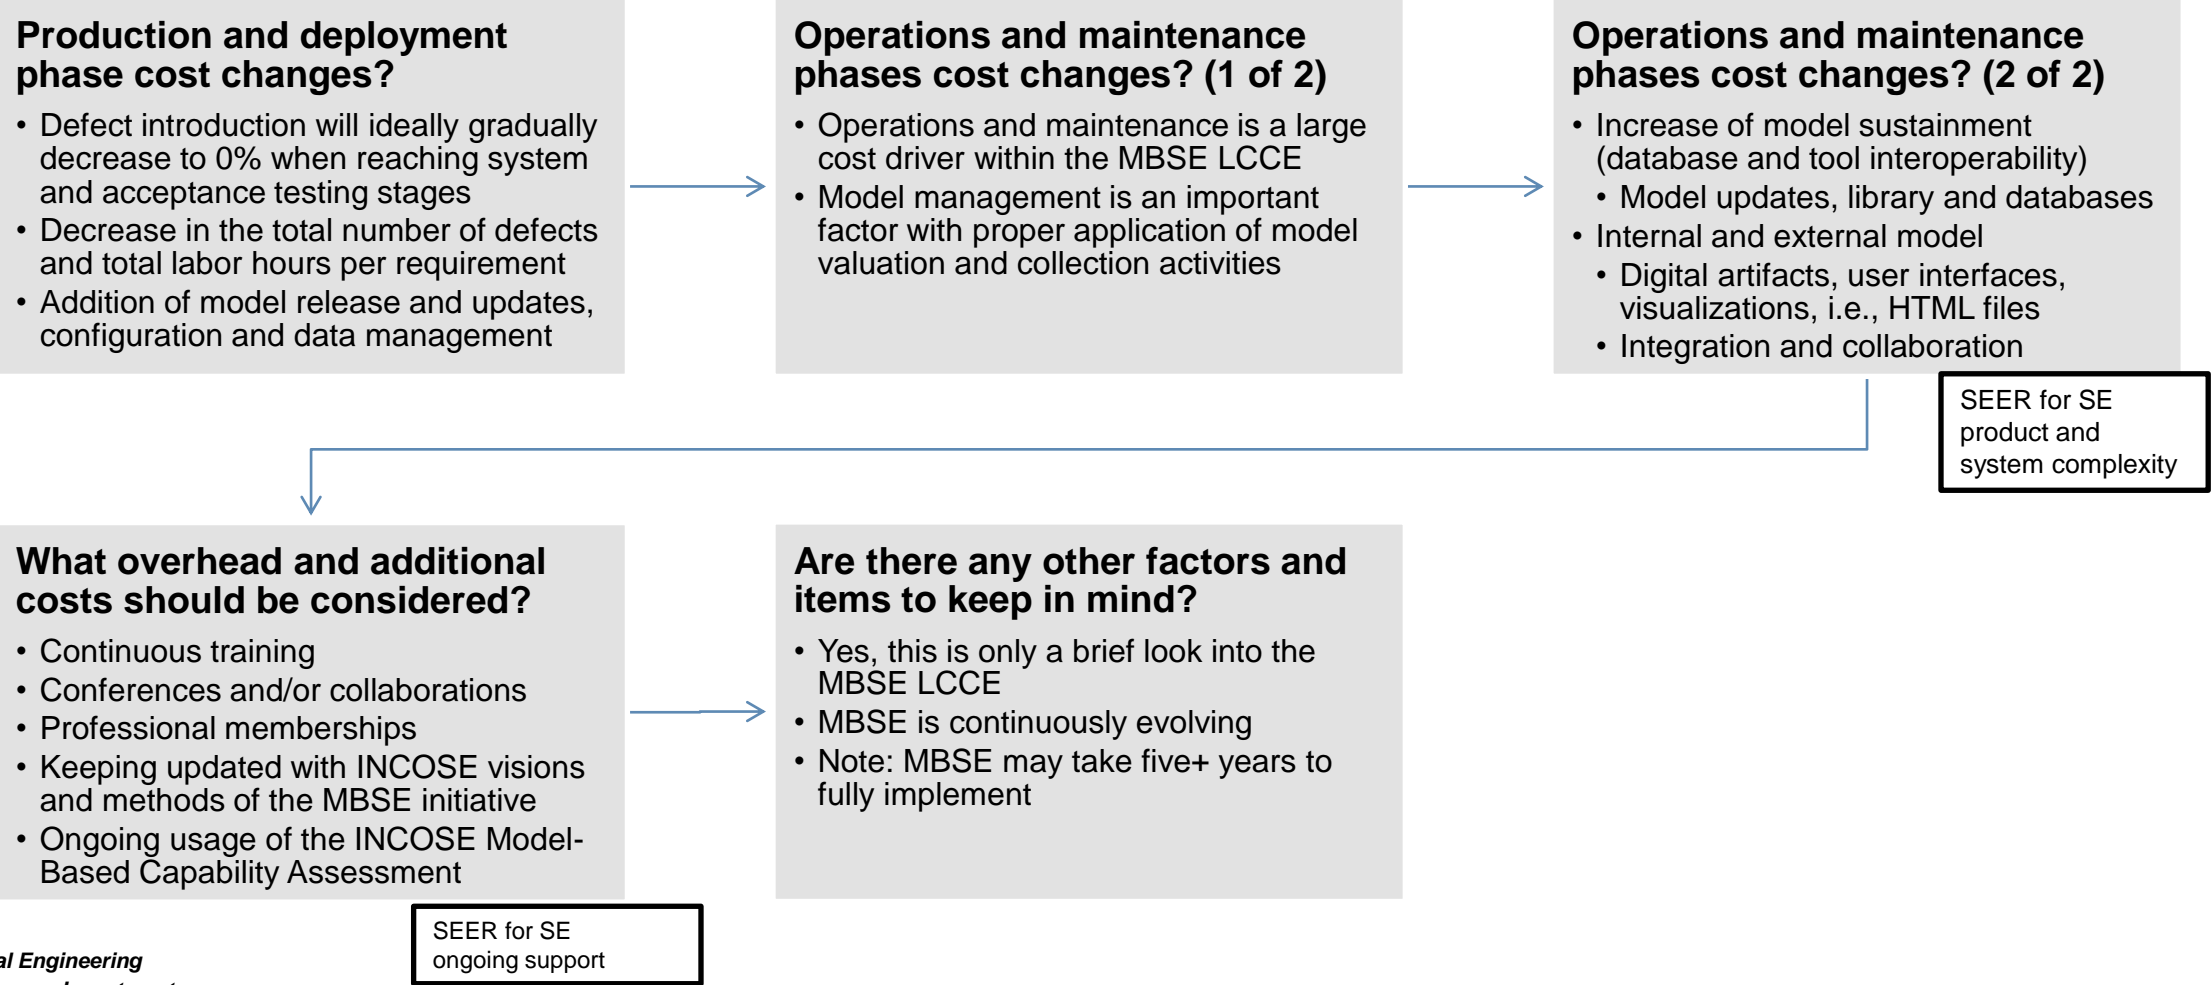 Production and deployment
phase cost changes?
• Defect introduction will ideally gradually
decrease to 0% when reaching system
and acceptance testing stages
• Decrease in the total number of defects
and total labor hours per requirement
• Addition of model release and updates,
configuration and data management
Operations and maintenance
phases cost changes? (1 of 2)
• Operations and maintenance is a large
cost driver within the MBSE LCCE
• Model management is an important
factor with proper application of model
valuation and collection activities
Operations and maintenance
phases cost changes? (2 of 2)
• Increase of model sustainment
(database and tool interoperability)
• Model updates, library and databases
• Internal and external model
• Digital artifacts, user interfaces,
visualizations, i.e., HTML files
• Integration and collaboration
SEER for SE
product and
system complexity
What overhead and additional
costs should be considered?
• Continuous training
• Conferences and/or collaborations
• Professional memberships
• Keeping updated with INCOSE visions
and methods of the MBSE initiative
• Ongoing usage of the INCOSE Model-
Based Capability Assessment
SEER for SE
ongoing support
Are there any other factors and
items to keep in mind?
• Yes, this is only a brief look into the
MBSE LCCE
• MBSE is continuously evolving
• Note: MBSE may take five+ years to
fully implement
Engineering